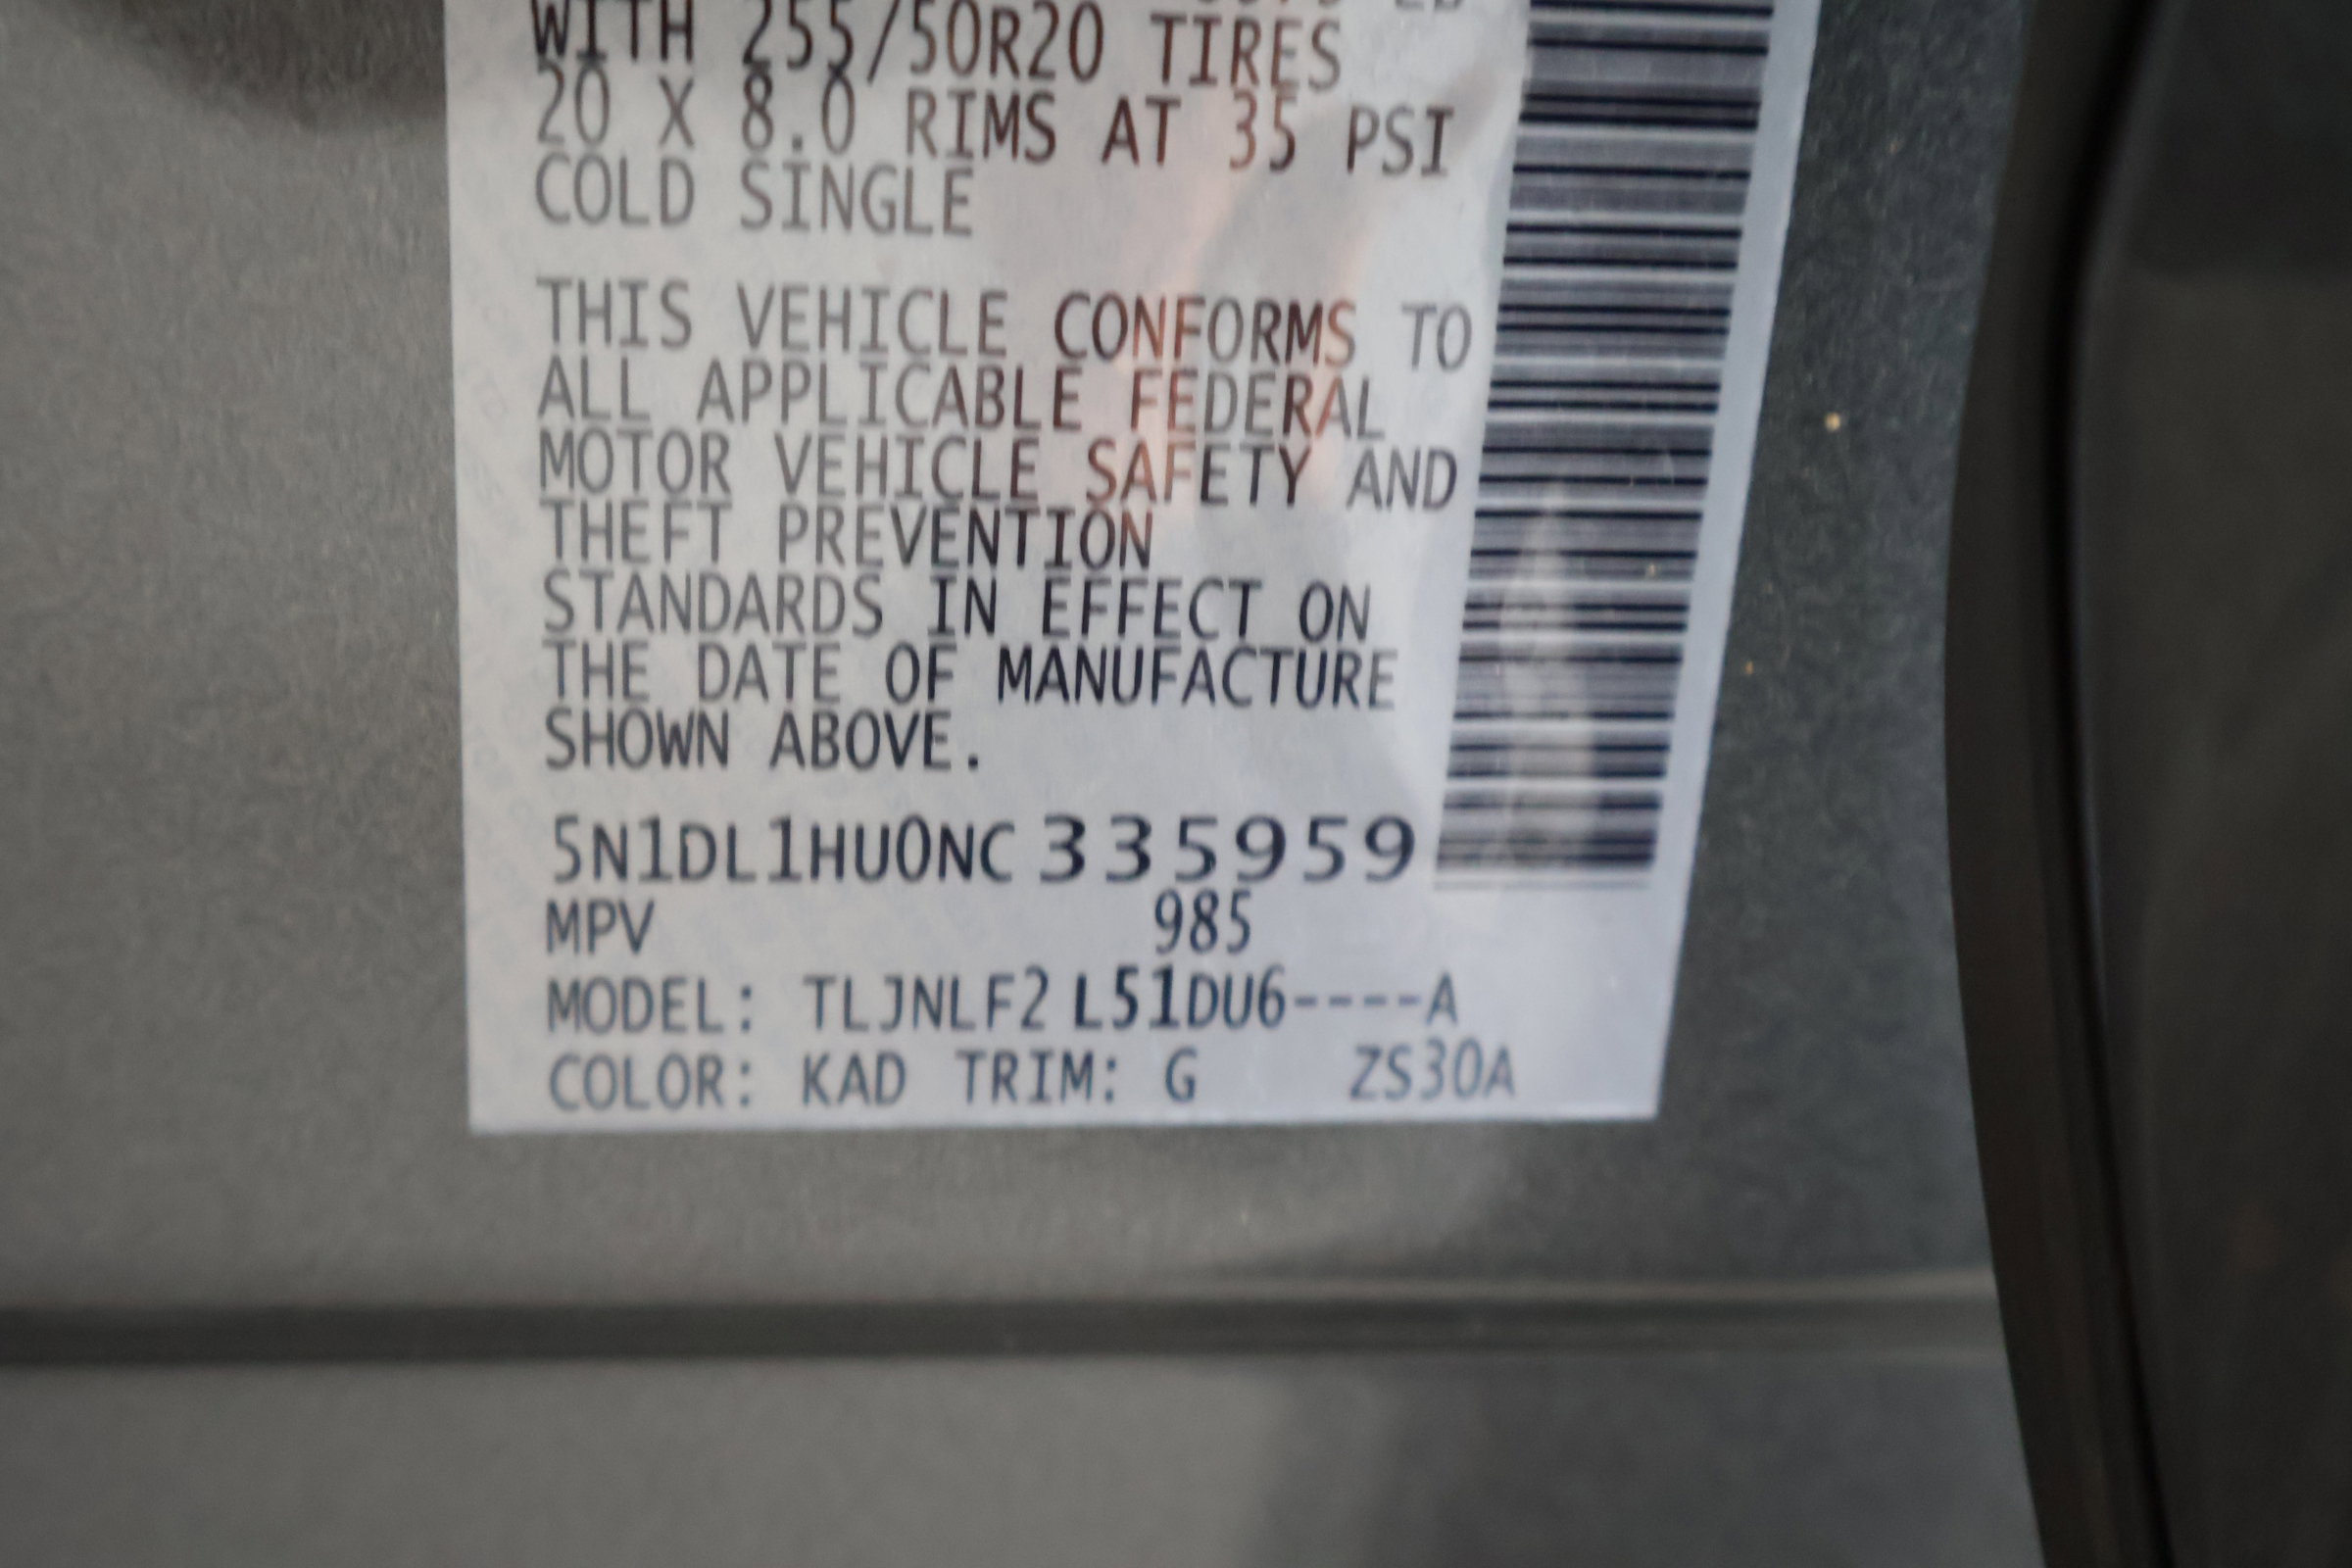 WITH 255/50R20 TIRES
20 X 8.0 RIMS AT 35 PSI
COLD SINGLE
THIS VEHICLE CONFORMS TO
ALL APPLICABLE FEDERAL
MOTOR VEHICLE SAFETY AND
THEFT PREVENTION
STANDARDS IN EFFECT ON
THE DATE OF MANUFACTURE
SHOWN ABOVE.
5N1DL1HU0NC335959
MPV 985
MODEL: TLJNLF2 L51DU6----A
COLOR: KAD TRIM: G ZS30A